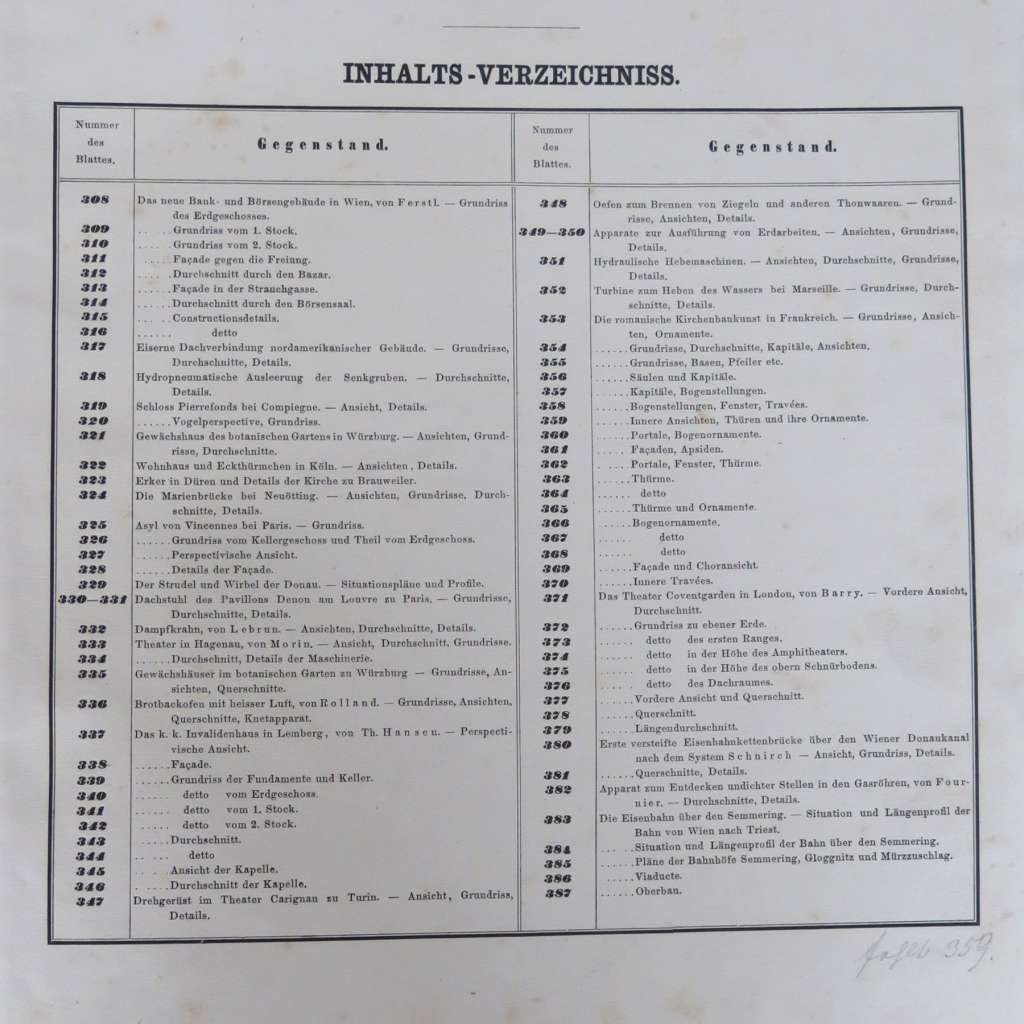 INHALTS-VERZEICHNISS.
Nummer
des
Blattes.
Gegenstand.
308 Das neue Bank- und Börsengebäude in Wien, von Ferstl. — Grundriss
des Erdgeschosses.
309 ......Grundriss vom 1. Stock.
310 ......Grundriss vom 2. Stock.
311 .....Façade gegen die Freiung.
312 .....Durchschnitt durch den Bazar.
313 .....Façade in der Strauchgasse.
314 .....Durchschnitt durch den Börsensaal.
315 ......Constructionsdetails.
316 ...... detto
317 Eiserne Dachverbindung nordamerikanischer Gebäude. — Grundrisse,
Durchschnitte, Details.
318 Hydropneumatische Ausleerung der Senkgruben. — Durchschnitte,
Details.
319 Schloss Pierrefonds bei Compiegne. — Ansicht, Details.
320 ......Vogelperspective, Grundriss.
321 Gewächshaus des botanischen Gartens in Würzburg. — Ansichten, Grund-
risse, Durchschnitte.
322 Wohnhaus und Eckthürmchen in Köln. — Ansichten, Details.
323 Erker in Düren und Details der Kirche zu Brauweiler.
324 Die Marienbrücke bei Neuötting. — Ansichten, Grundrisse, Durch-
schnitte, Details.
325 Asyl von Vincennes bei Paris. — Grundriss.
326 ......Grundriss vom Kellergeschoss und Theil vom Erdgeschoss.
327 ......Perspectivische Ansicht.
328 ......Details der Façade.
329 Der Strudel und Wirbel der Donau. — Situationspläne und Profile.
330—331 Dachstuhl des Pavillons Denon am Louvre zu Paris. — Grundrisse,
Durchschnitte, Details.
332 Dampfkrahn, von Lebrun. — Ansichten, Durchschnitte, Details.
333 Theater in Hagenau, von Morin. — Ansicht, Durchschnitt, Grundrisse.
334 ......Durchschnitt, Details der Maschinerie.
335 Gewächshäuser im botanischen Garten zu Würzburg — Grundrisse, An-
sichten, Querschnitte.
336 Brotbackofen mit heisser Luft, von Rolland. — Grundrisse, Ansichten,
Querschnitte, Knetapparat.
337 Das k. k. Invalidenhaus in Lemberg, von Th. Hansen. — Perspecti-
vische Ansicht.
338 ......Façade.
339 ......Grundriss der Fundamente und Keller.
340 ...... detto vom Erdgeschoss.
341 ...... detto vom 1. Stock.
342 ...... detto vom 2. Stock.
343 ......Durchschnitt.
344 ...... detto
345 .... Ansicht der Kapelle.
346 .....Durchschnitt der Kapelle.
347 Drehgerüst im Theater Carignan zu Turin. — Ansicht, Grundriss,
Details.
Nummer
des
Blattes.
Gegenstand.
348 Oefen zum Brennen von Ziegeln und anderen Thonwaaren. — Grund-
risse, Ansichten, Details.
349—350 Apparate zur Ausführung von Erdarbeiten. — Ansichten, Grundrisse,
Details.
351 Hydraulische Hebemaschinen. — Ansichten, Durchschnitte, Grundrisse,
Details.
352 Turbine zum Heben des Wassers bei Marseille. — Grundrisse, Durch-
schnitte, Details.
353 Die romanische Kirchenbaukunst in Frankreich. — Grundrisse, Ansich-
ten, Ornamente.
354 ......Grundrisse, Durchschnitte, Kapitäle, Ansichten.
355 ......Grundrisse, Basen, Pfeiler etc.
356 ......Säulen und Kapitäle.
357 ......Kapitäle, Bogenstellungen.
358 ......Bogenstellungen, Fenster, Travées.
359 ......Innere Ansichten, Thüren und ihre Ornamente.
360 ......Portale, Bogenornamente.
361 ......Façaden, Apsiden.
362 ......Portale, Fenster, Thürme.
363 ......Thürme.
364 ...... detto
365 ......Thürme und Ornamente.
366 ......Bogenornamente.
367 ...... detto
368 ...... detto
369 ......Façade und Choransicht.
370 ......Innere Travées.
371 Das Theater Coventgarden in London, von Barry. — Vordere Ansicht,
Durchschnitt.
372 ......Grundriss zu ebener Erde.
373 ...... detto des ersten Ranges.
374 ...... detto in der Höhe des Amphitheaters.
375 ...... detto in der Höhe des obern Schnürbodens.
376 ...... detto des Dachraumes.
377 ......Vordere Ansicht und Querschnitt.
378 ......Querschnitt.
379 ......Längendurchschnitt.
380 Erste versteifte Eisenbahnkettenbrücke über den Wiener Donaukanal
nach dem System Schnirch — Ansicht, Grundriss, Details.
381 ......Querschnitte, Details.
382 Apparat zum Entdecken undichter Stellen in den Gasröhren, von Four-
nier. — Durchschnitte, Details.
383 Die Eisenbahn über den Semmering. — Situation und Längenprofil der
Bahn von Wien nach Triest.
384 ......Situation und Längenprofil der Bahn über den Semmering.
385 ......Pläne der Bahnhöfe Semmering, Gloggnitz und Mürzzuschlag.
386 ......Viaducte.
387 ......Oberbau.
359.